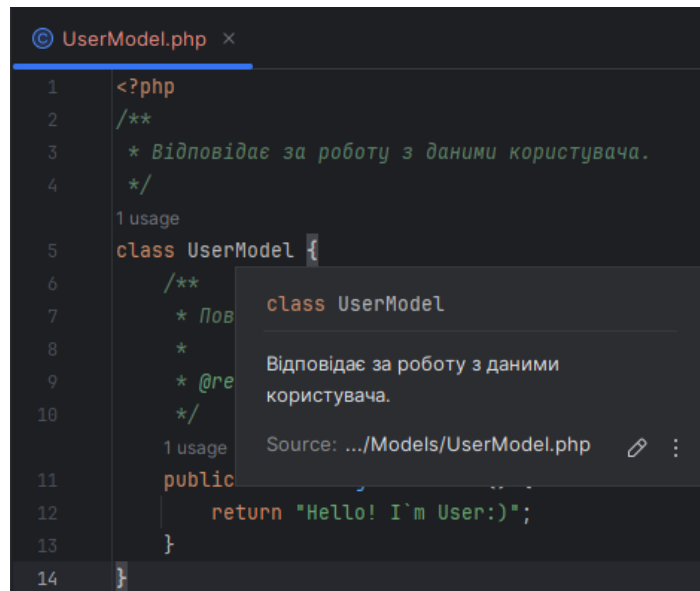 UserModel.php
1 <?php
2 /**
3 * Відповідає за роботу з даними користувача.
4 */
1 usage
5 class UserModel {
6 /**
7 * Пов
8 *
9 * @re
10 */
1 usage
11 public
12 return "Hello! I`m User:)";
13 }
14 }
class UserModel
Відповідає за роботу з даними
користувача.
Source: .../Models/UserModel.php